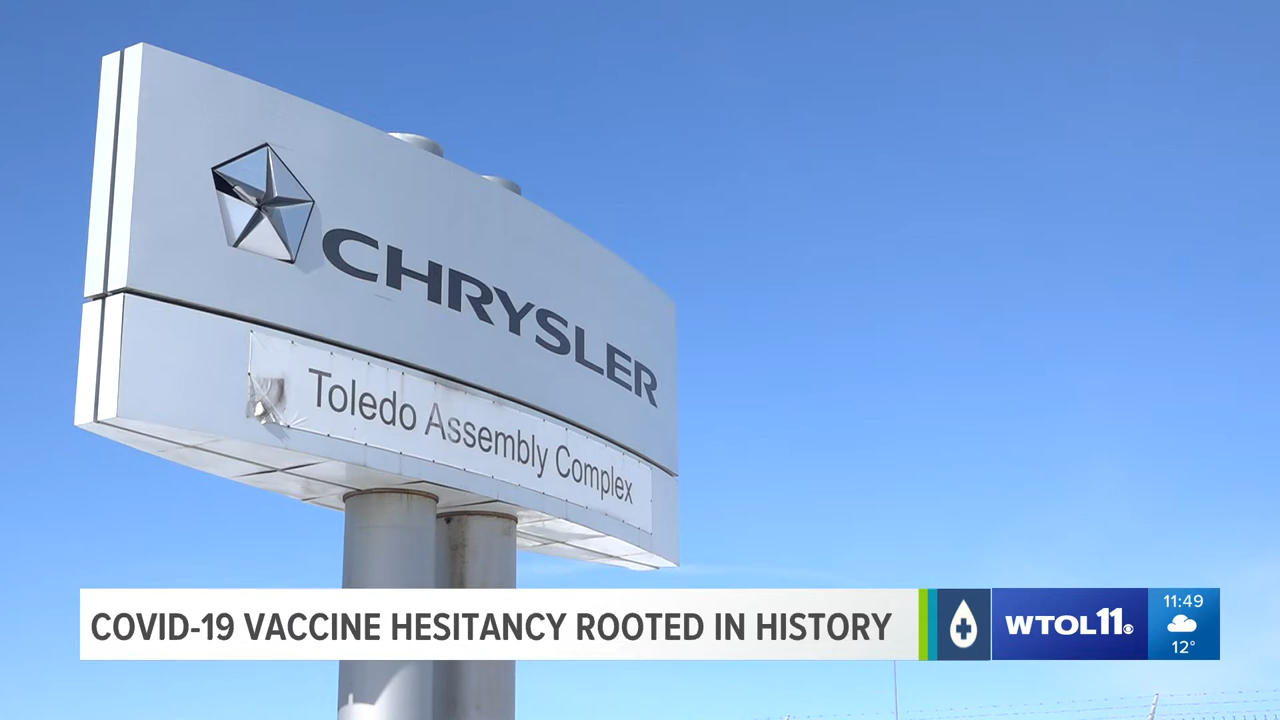 CHRYSLER
Toledo Assembly Complex
COVID-19 VACCINE HESITANCY ROOTED IN HISTORY
WTOL11
11:49
12°